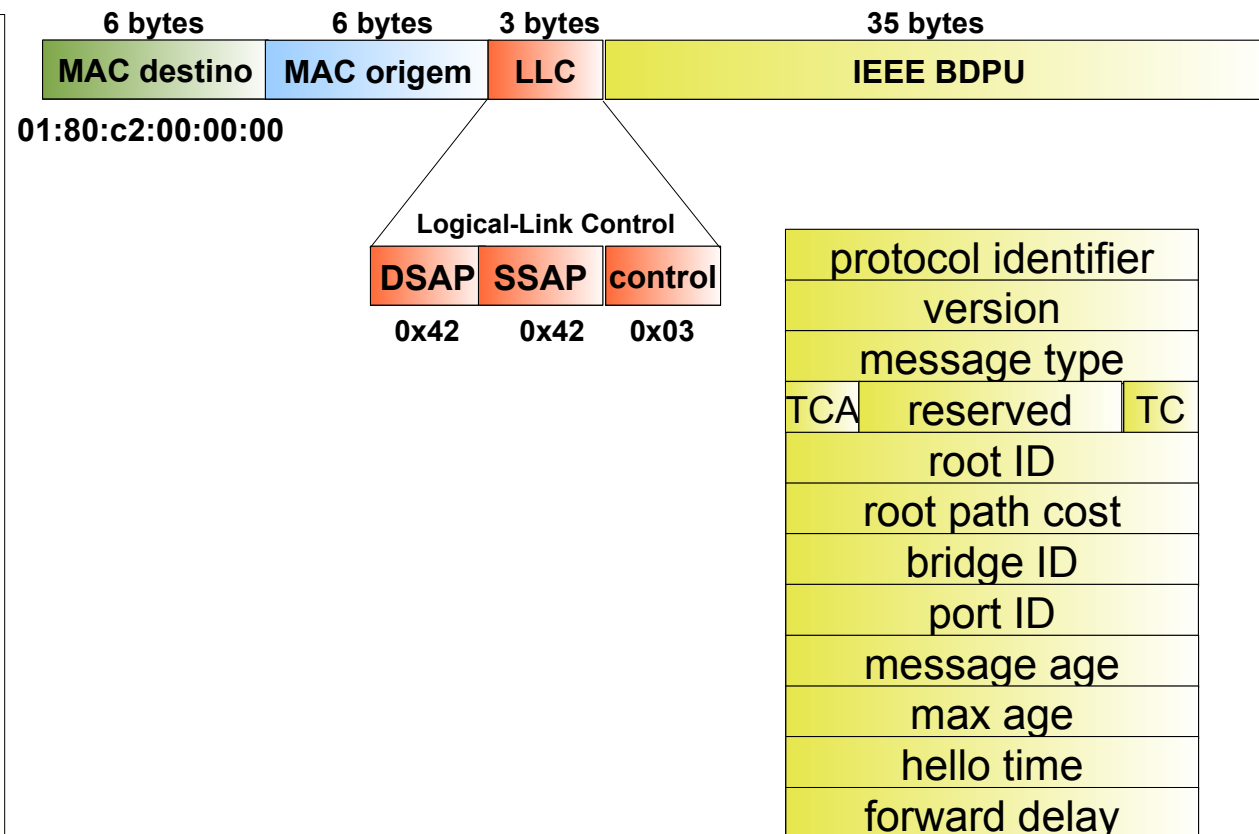 6 bytes 6 bytes 3 bytes 35 bytes
MAC destino MAC origem LLC IEEE BDPU
01:80:c2:00:00:00
Logical-Link Control
DSAP SSAP control
0x42 0x42 0x03
protocol identifier
version
message type
TCA reserved TC
root ID
root path cost
bridge ID
port ID
message age
max age
hello time
forward delay